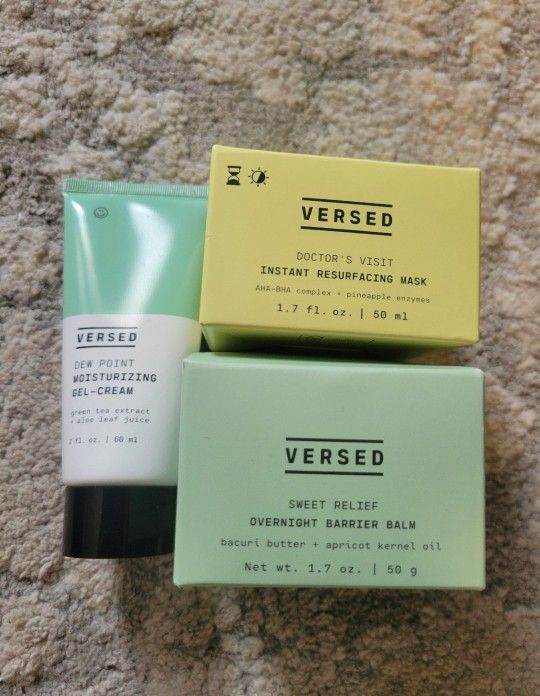 VERSED
DEW POINT
MOISTURIZING
GEL-CREAM
green tea extract
+ aloe leaf juice
2 fl. oz. | 60 ml
VERSED
DOCTOR'S VISIT
INSTANT RESURFACING MASK
AHA-BHA complex + pineapple enzymes
1.7 fl. oz. | 50 ml
VERSED
SWEET RELIEF
OVERNIGHT BARRIER BALM
bacuri butter + apricot kernel oil
Net wt. 1.7 oz. | 50 g